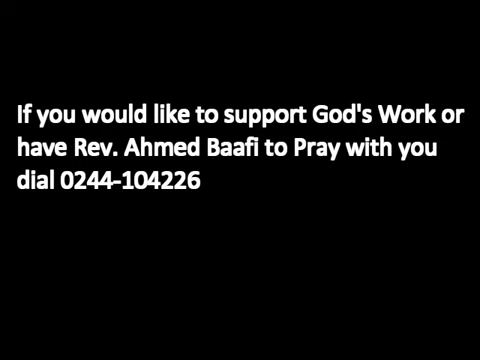 If you would like to support God's Work or
have Rev. Ahmed Baafi to Pray with you
dial 0244-104226